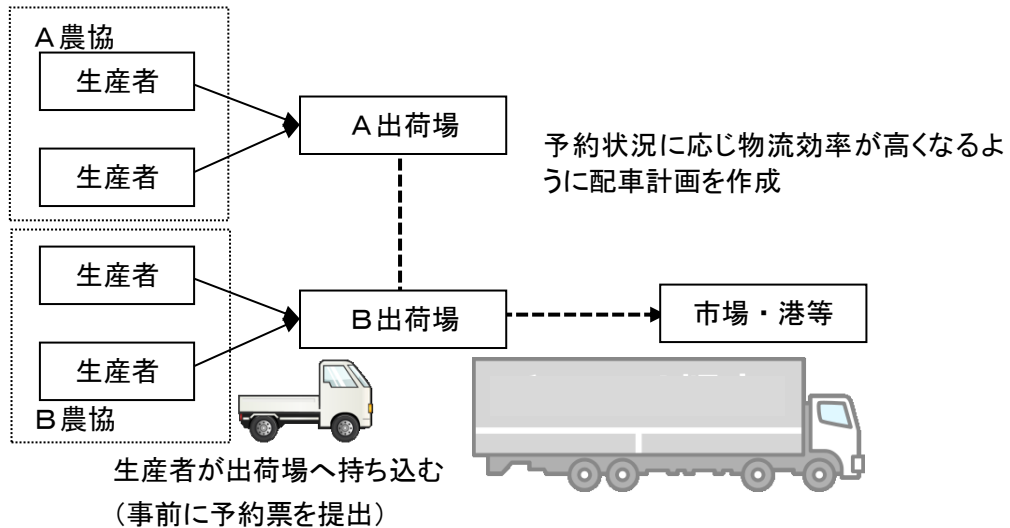 A農協
生産者
生産者
A出荷場
予約状況に応じ物流効率が高くなるよ
うに配車計画を作成
生産者
生産者
B農協
B出荷場
市場・港等
生産者が出荷場へ持ち込む
（事前に予約票を提出）